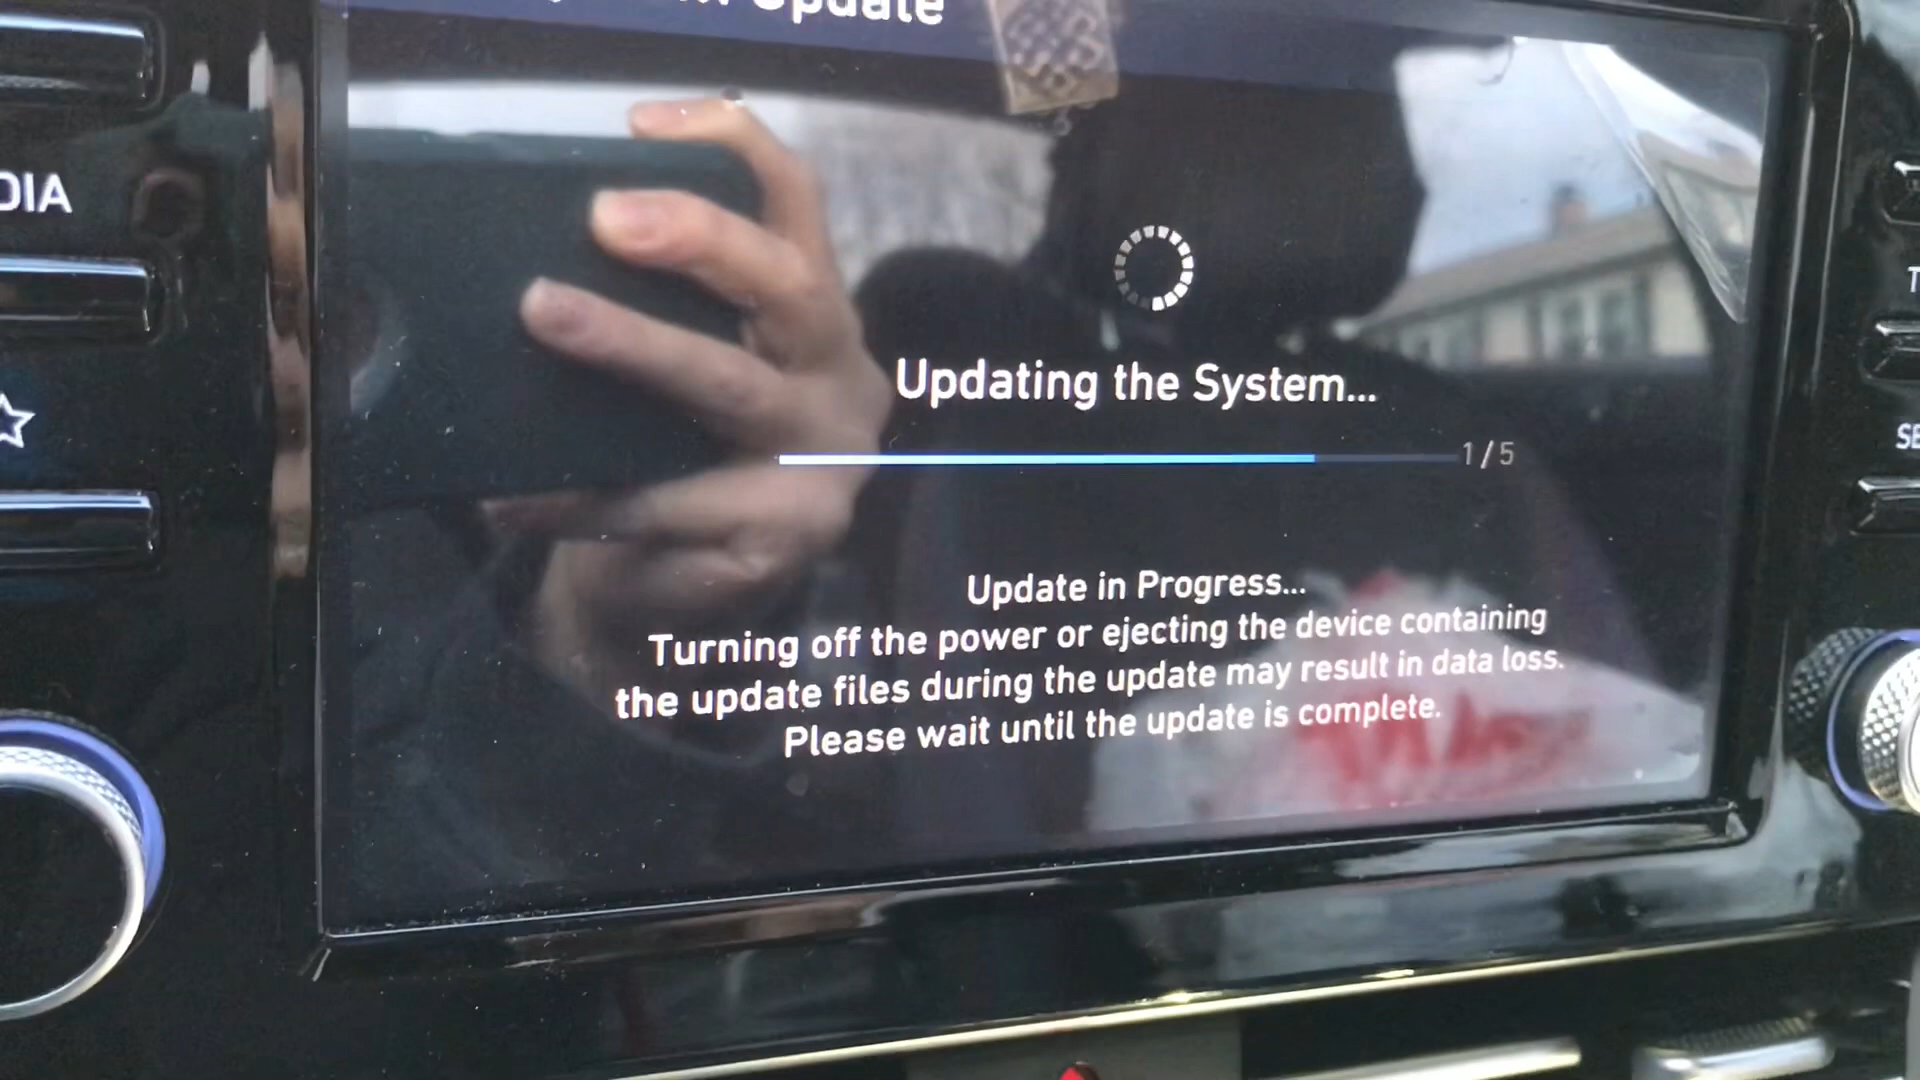 Update
DIA
Updating the System...
1/5
Update in Progress...
Turning off the power or ejecting the device containing
the update files during the update may result in data loss.
Please wait until the update is complete.
SE